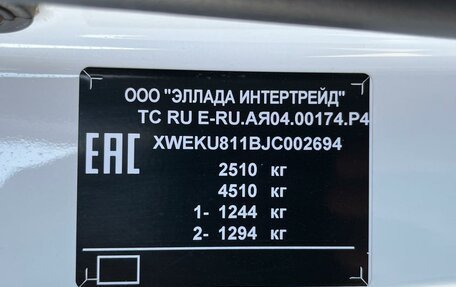 ООО "ЭЛЛАДА ИНТЕРТРЕЙД"
ТС RU Е-RU.АЯ04.00174.Р4
EAC XWEKU811BJC002694
2510 кг
4510 кг
1- 1244 кг
2- 1294 кг